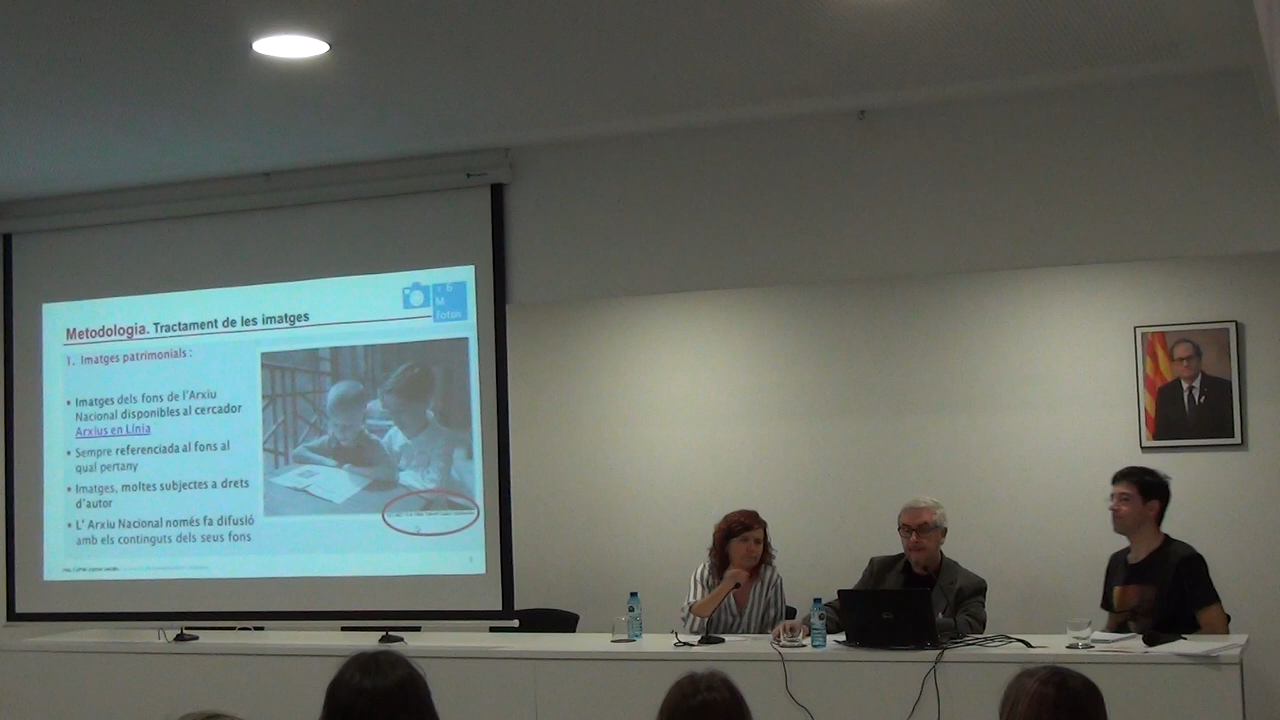 + 6
M
fotos
Metodologia. Tractament de les imatges
1. Imatges patrimonials :
• Imatges dels fons de l'Arxiu
Nacional disponibles al cercador
Arxius en Línia
• Sempre referenciada al fons al
qual pertany
• Imatges, moltes subjectes a drets
d'autor
• L' Arxiu Nacional només fa difusió
amb els continguts dels seus fons